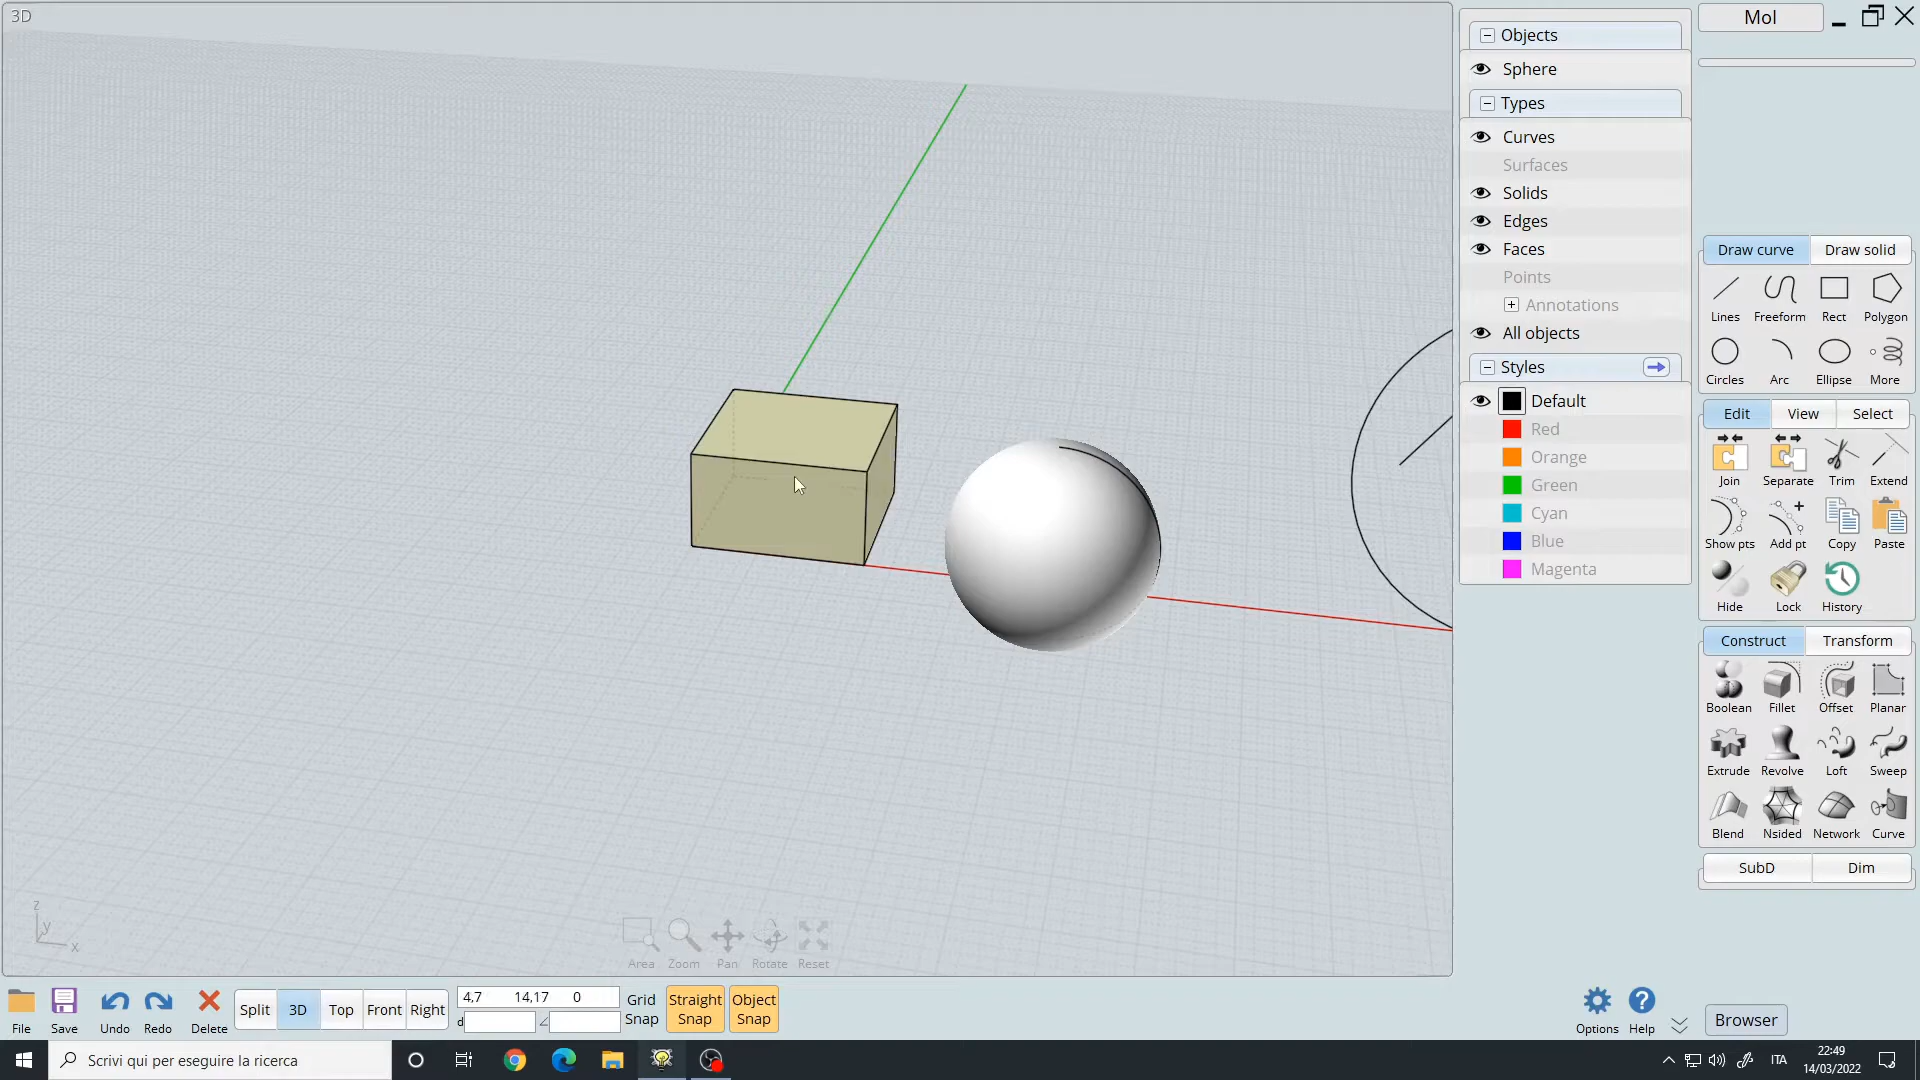 3D
Objects
Sphere
Types
Curves
Surfaces
Solids
Edges
Faces
Points
Annotations
All objects
Styles
Default
Red
Orange
Green
Cyan
Blue
Magenta
MoI
Draw curve Draw solid
Lines Freeform Rect Polygon
Circles Arc Ellipse More
Edit View Select
Join Separate Trim Extend
Show pts Add pt Copy Paste
Hide Lock History
Construct Transform
Boolean Fillet Offset Planar
Extrude Revolve Loft Sweep
Blend Nsided Network Curve
SubD Dim
z
y
x
Area Zoom Pan Rotate Reset
File Save Undo Redo Delete
Split 3D Top Front Right
4,7 14,17 0
d
Grid Snap
Straight Snap
Object Snap
Options Help
Browser
Scrivi qui per eseguire la ricerca
ITA
22:49
14/03/2022